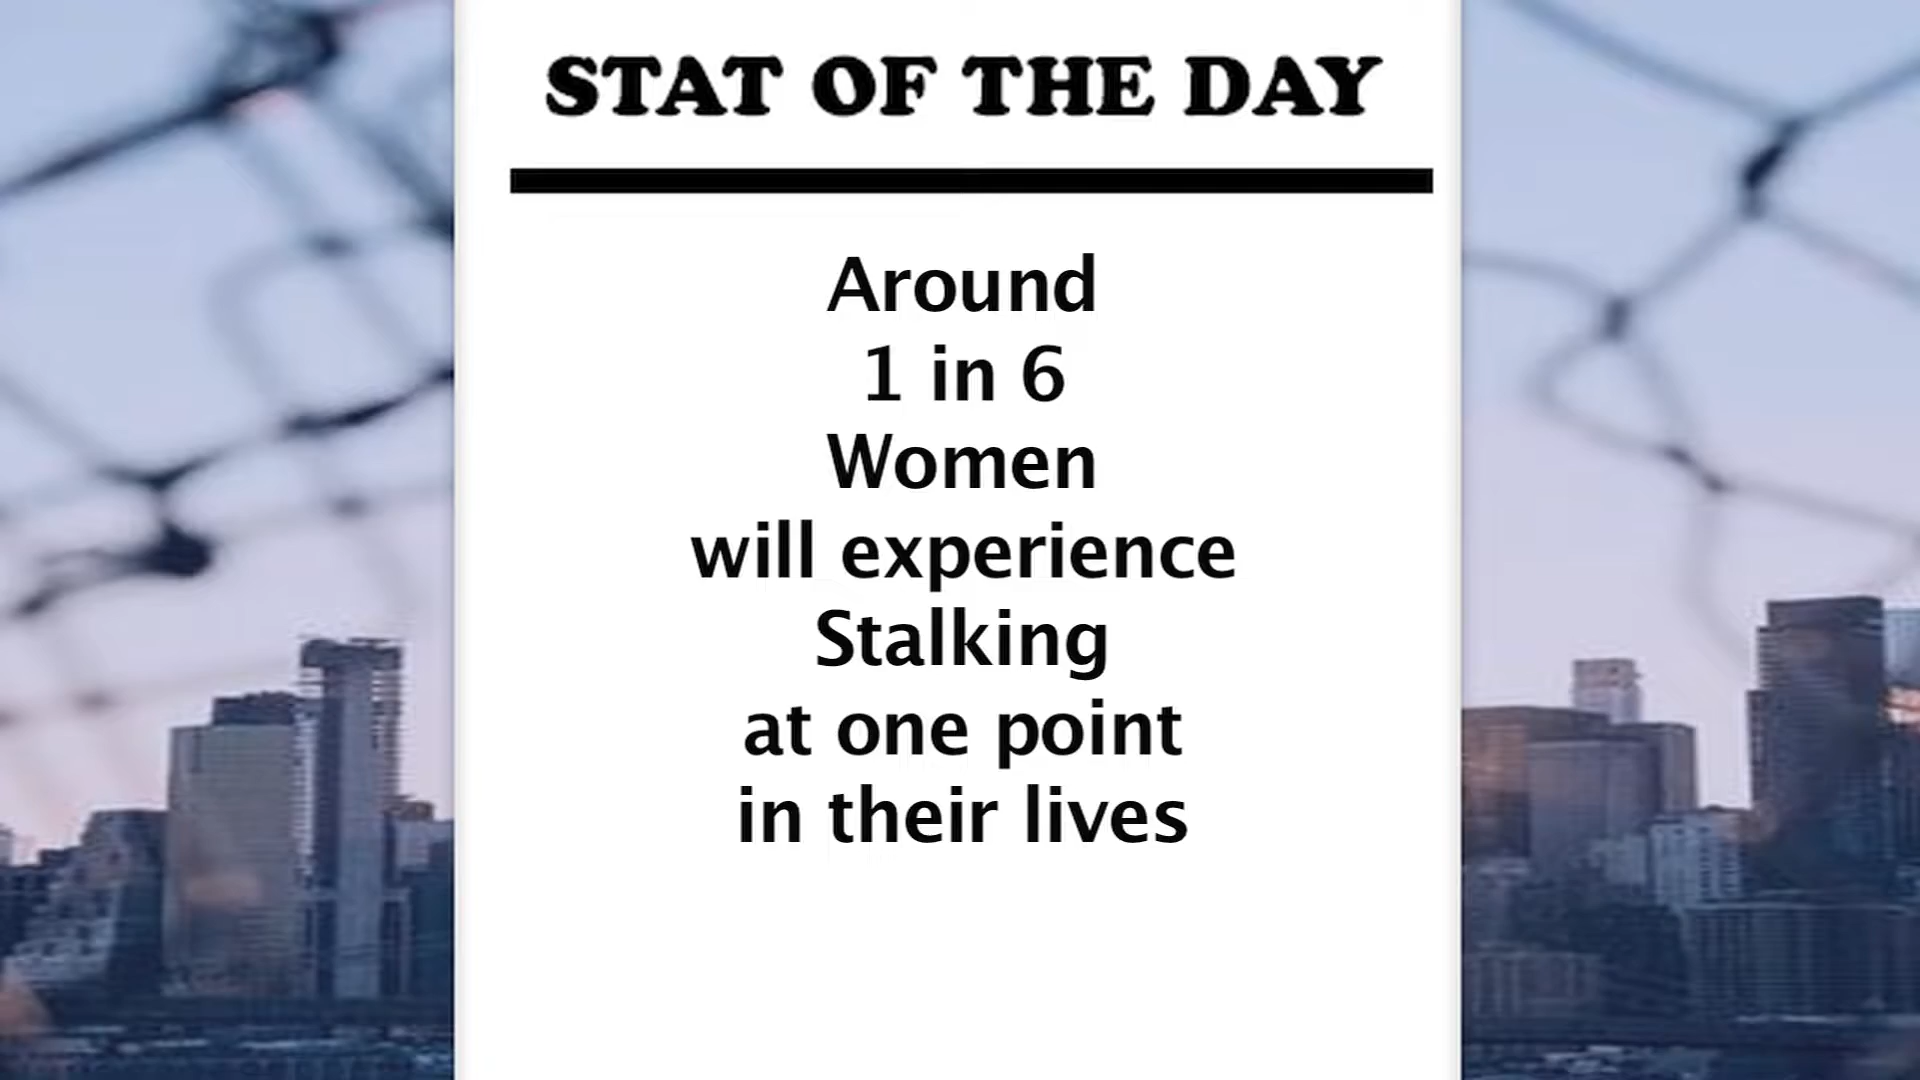 STAT OF THE DAY
Around
1 in 6
Women
will experience
Stalking
at one point
in their lives